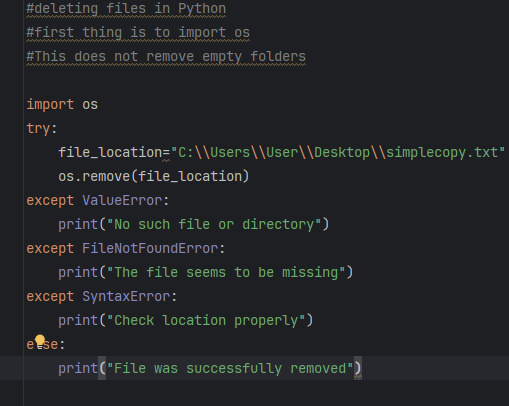 #deleting files in Python
#first thing is to import os
#This does not remove empty folders
import os
try:
    file_location="C:\\Users\\User\\Desktop\\simplecopy.txt"
    os.remove(file_location)
except ValueError:
    print("No such file or directory")
except FileNotFoundError:
    print("The file seems to be missing")
except SyntaxError:
    print("Check location properly")
else:
    print("File was successfully removed")